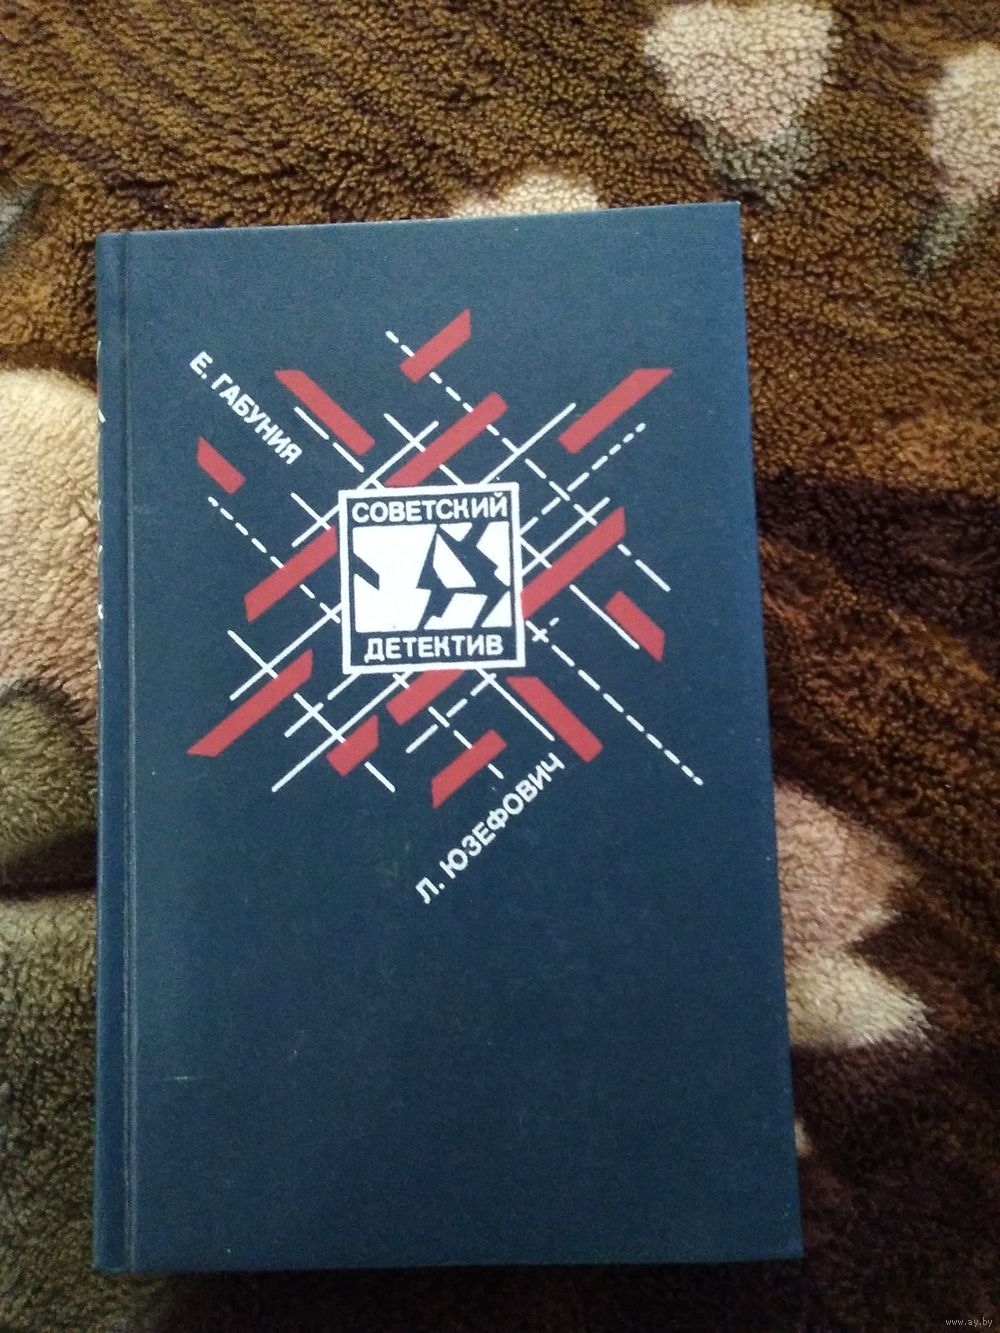 Е. ГАБУНИЯ
СОВЕТСКИЙ
ДЕТЕКТИВ
Л. ЮЗЕФОВИЧ
www.ay.by